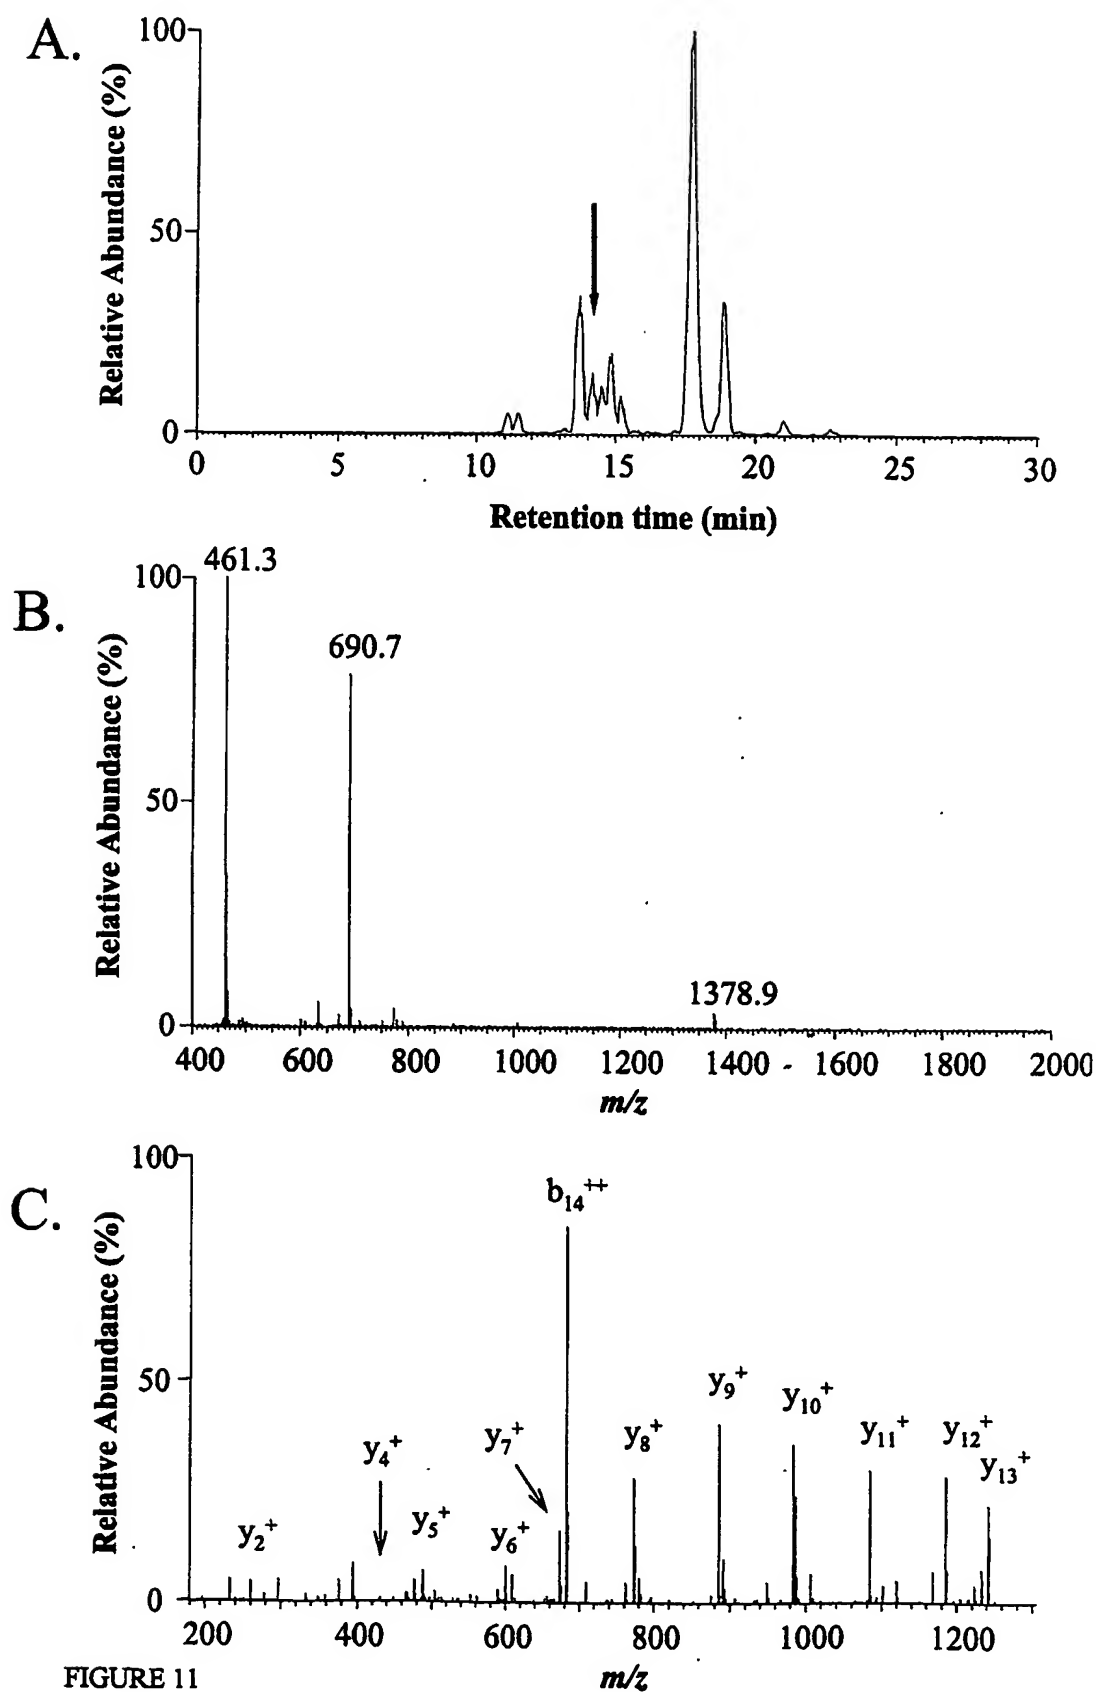 A.
Relative Abundance (%)
100
50
0
0 5 10 15 20 25 30
Retention time (min)
B.
Relative Abundance (%)
100
50
0
461.3
690.7
1378.9
400 600 800 1000 1200 1400 1600 1800 2000
m/z
C.
Relative Abundance (%)
100
50
0
b₁₄⁺⁺
y₂⁺
y₄⁺
y₅⁺
y₆⁺
y₇⁺
y₈⁺
y₉⁺
y₁₀⁺
y₁₁⁺
y₁₂⁺
y₁₃⁺
200 400 600 800 1000 1200
m/z
FIGURE 11